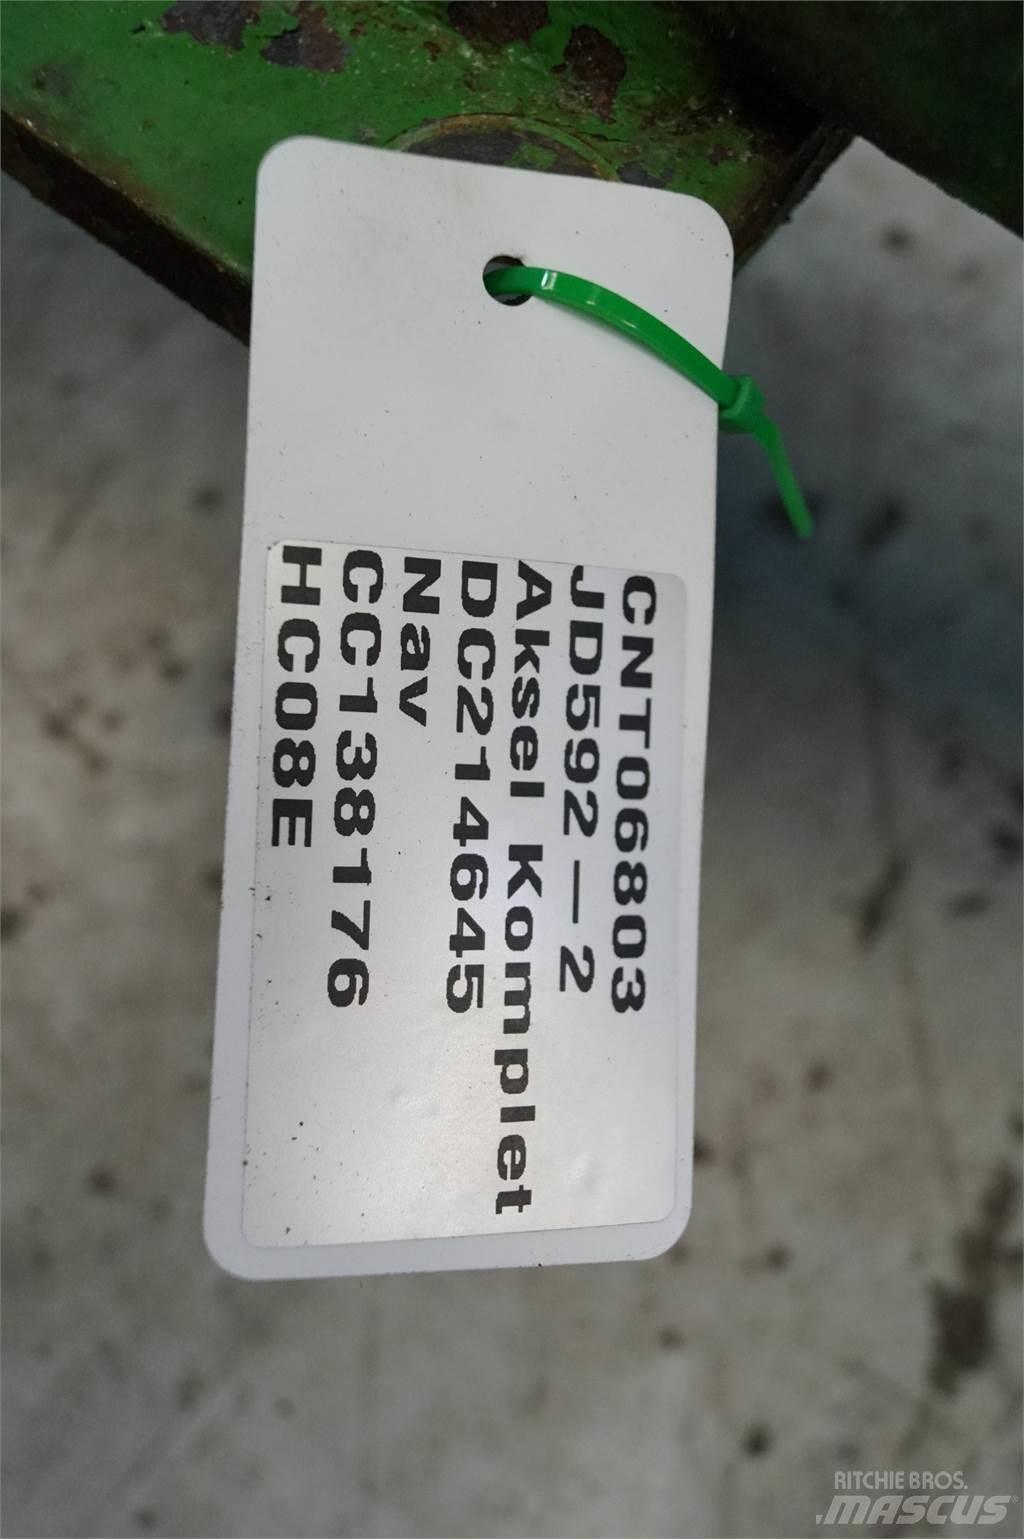 CNT06803
JD592-2
Aksel Komplet
DC214645
Nav
CC138176
HC08E
RITCHIE BROS.
MASCUS